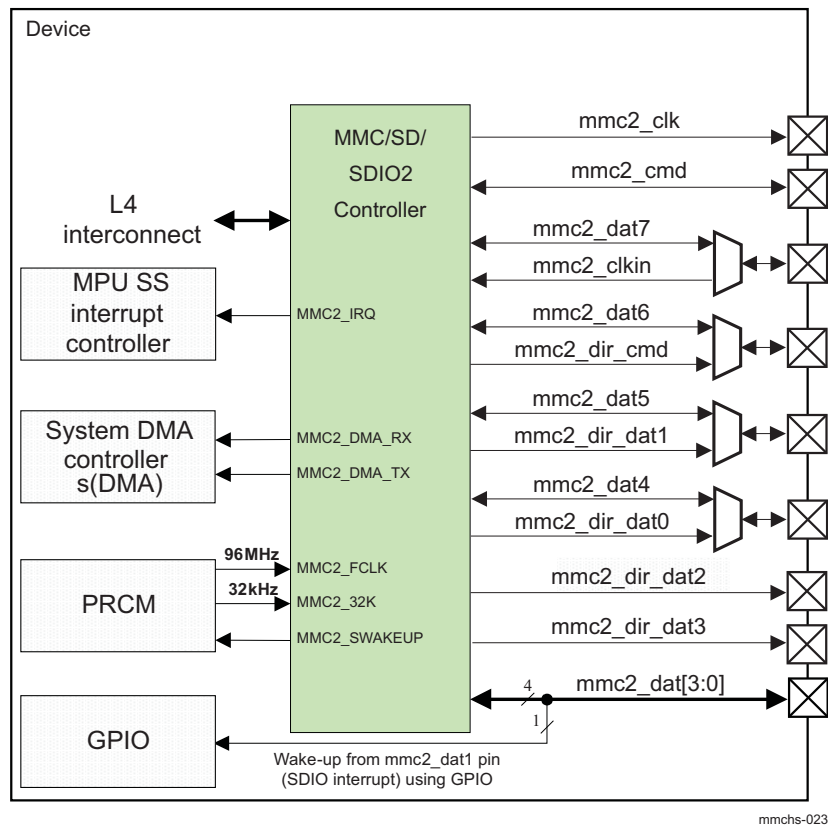 Device
MMC/SD/
SDIO2
Controller
L4
interconnect
MPU SS
interrupt
controller
MMC2_IRQ
System DMA
controller
s(DMA)
MMC2_DMA_RX
MMC2_DMA_TX
PRCM
96MHz
32kHz
MMC2_FCLK
MMC2_32K
MMC2_SWAKEUP
GPIO
mmc2_clk
mmc2_cmd
mmc2_dat7
mmc2_clkin
mmc2_dat6
mmc2_dir_cmd
mmc2_dat5
mmc2_dir_dat1
mmc2_dat4
mmc2_dir_dat0
mmc2_dir_dat2
mmc2_dir_dat3
4
mmc2_dat[3:0]
1
Wake-up from mmc2_dat1 pin
(SDIO interrupt) using GPIO
mmchs-023